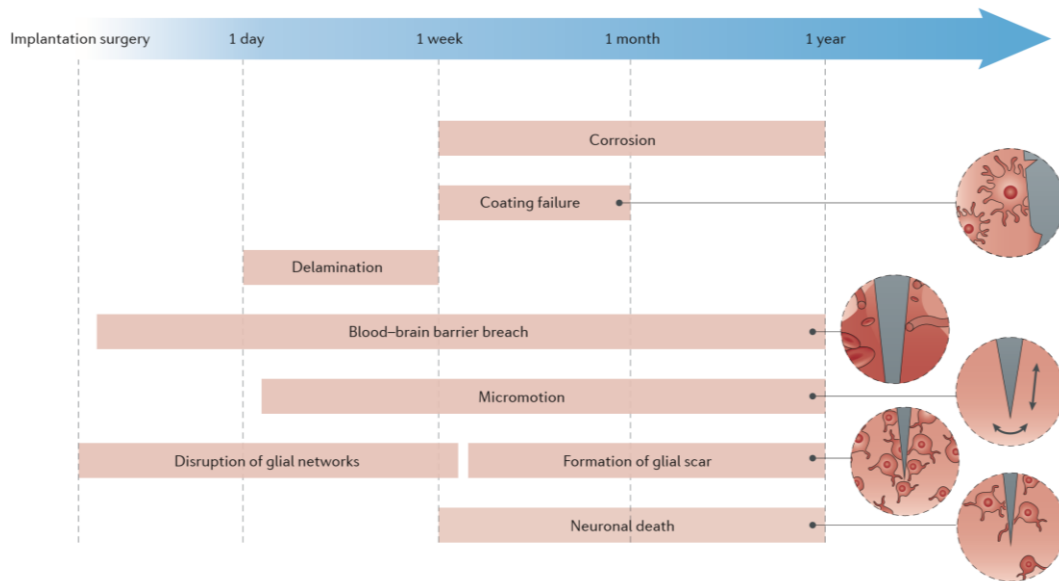 Implantation surgery
1 day
1 week
1 month
1 year
Corrosion
Coating failure
Delamination
Blood–brain barrier breach
Micromotion
Disruption of glial networks
Formation of glial scar
Neuronal death